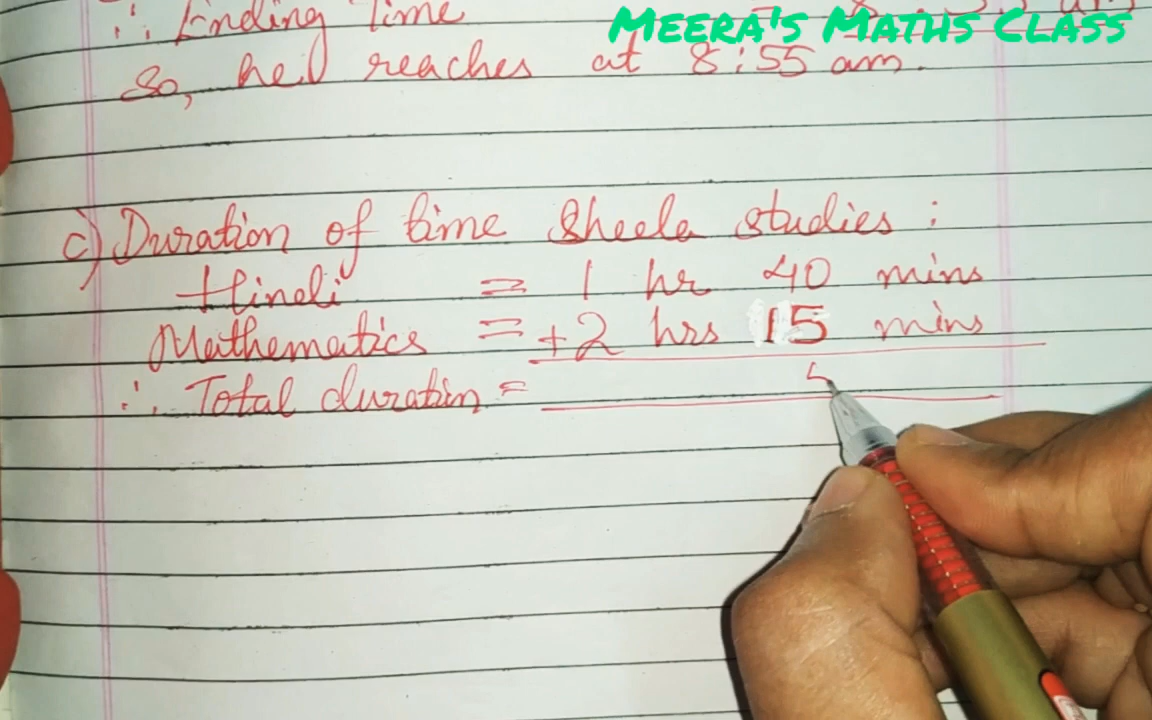 MEERA'S MATHS CLASS
∴ Ending Time =
So, he reaches at 8:55 am.
c) Duration of time Sheela studies :
Hindi = 1 hr 40 mins
Mathematics = +2 hrs 15 mins
∴ Total duration = 5